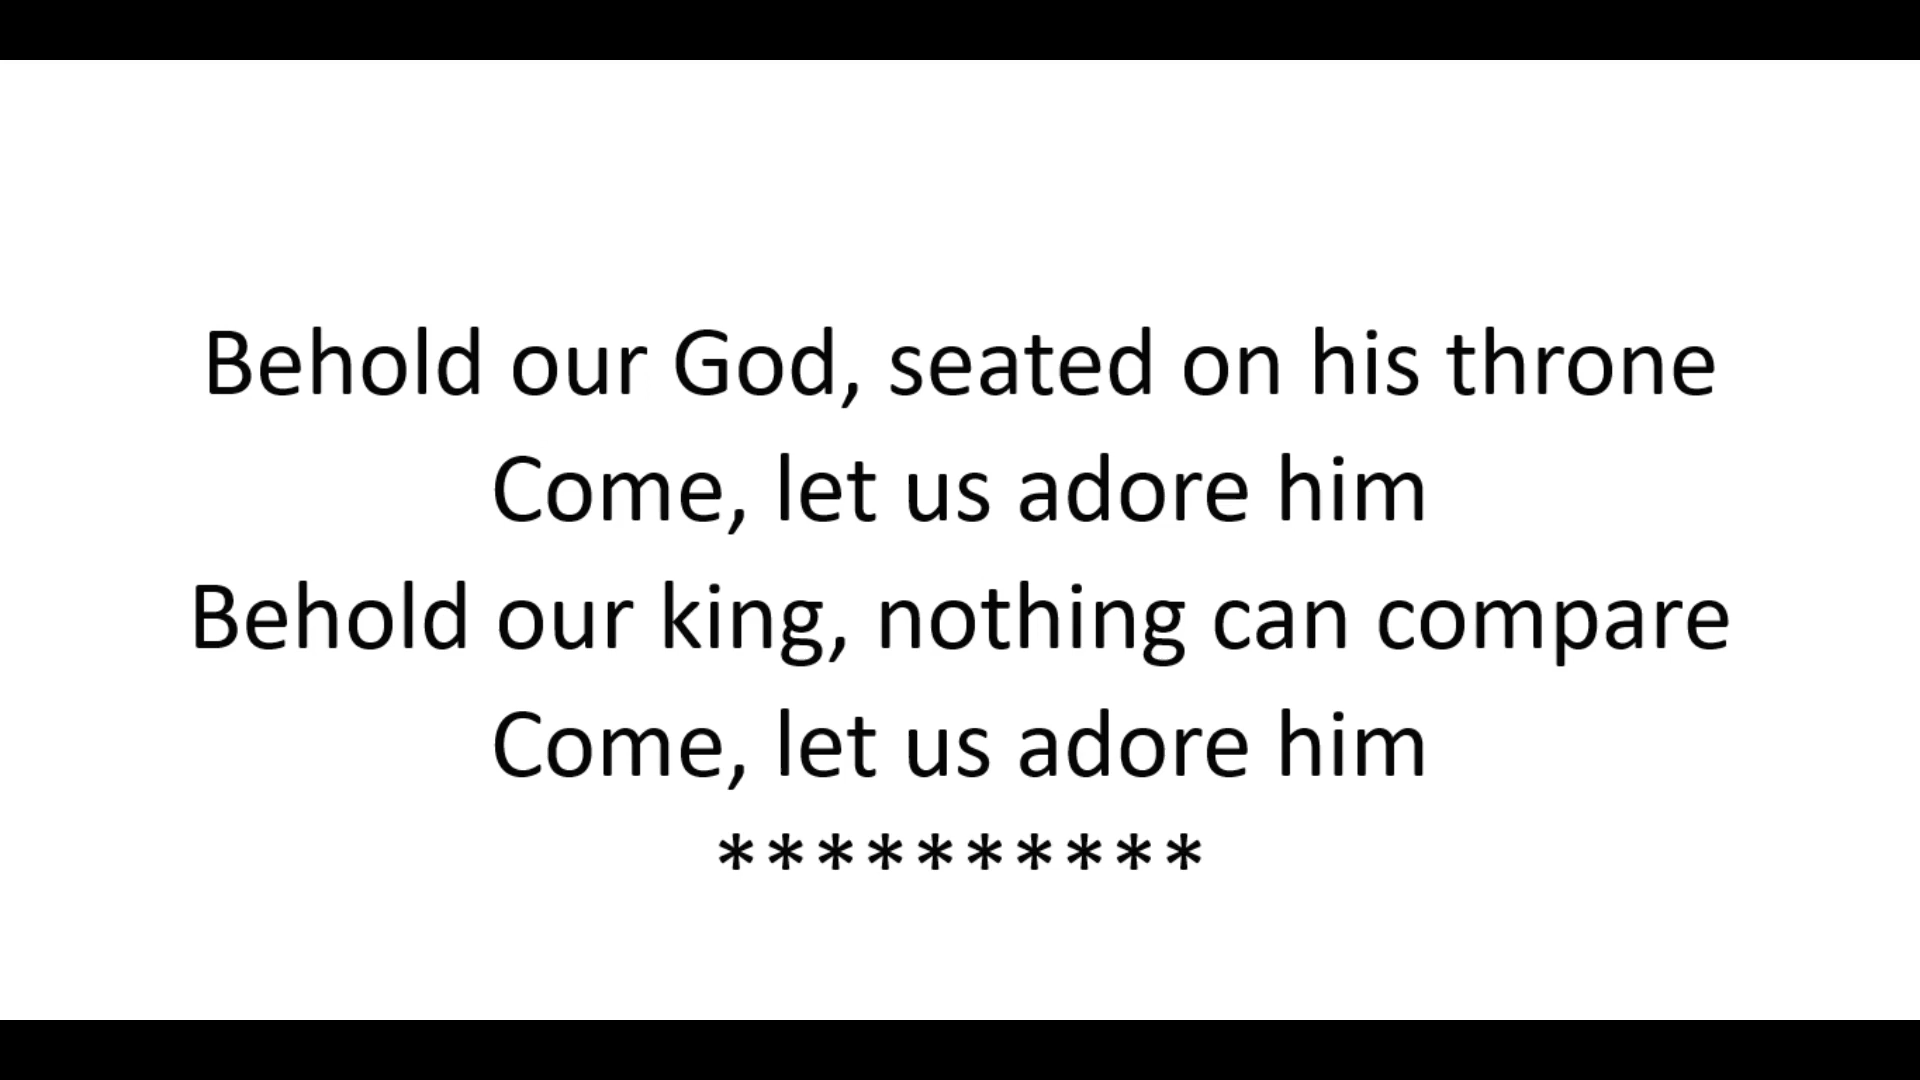 Behold our God, seated on his throne
Come, let us adore him
Behold our king, nothing can compare
Come, let us adore him
**********